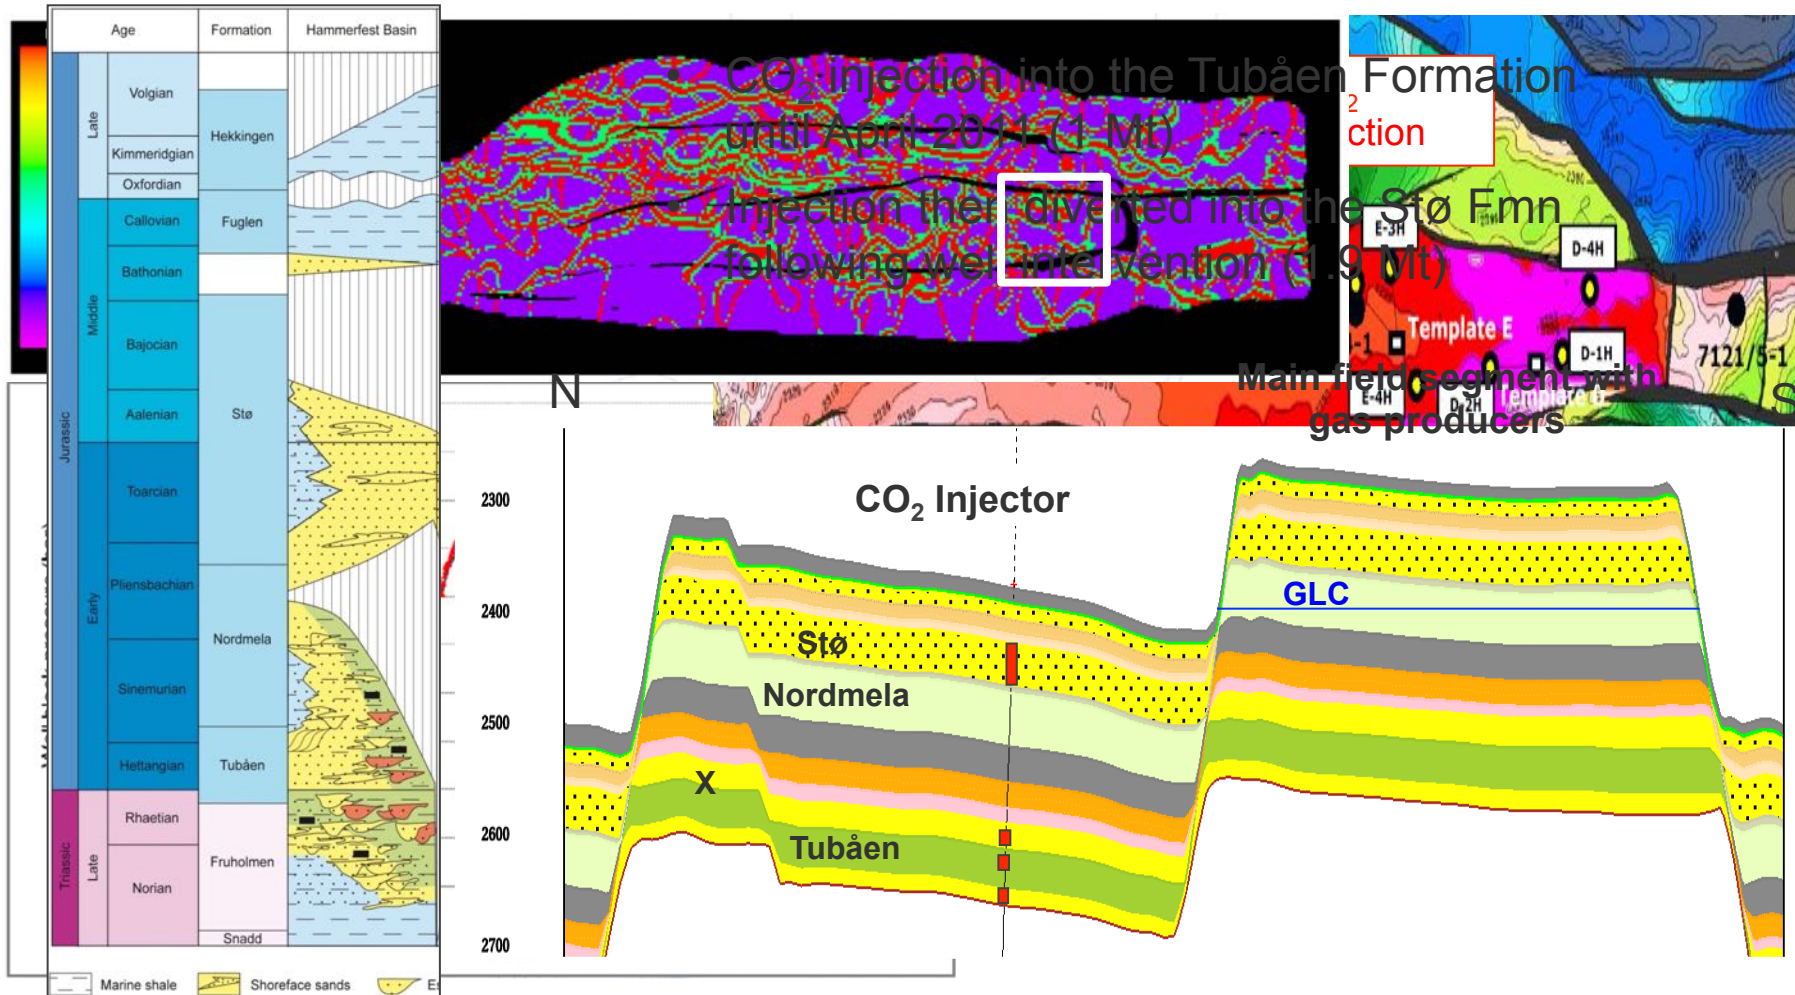 Age
Formation
Hammerfest Basin
Jurassic
Triassic
Late
Middle
Early
Late
Volgian
Kimmeridgian
Oxfordian
Callovian
Bathonian
Bajocian
Aalenian
Toarcian
Pliensbachian
Sinemurian
Hettangian
Rhaetian
Norian
Hekkingen
Fuglen
Stø
Nordmela
Tubåen
Fruholmen
Snadd
Marine shale
Shoreface sands
• CO2 injection into the Tubåen Formation
until April 2011 (1 Mt)
• Injection then diverted into the Stø Fmn
following well intervention (1.9 Mt)
2
ction
E-3H
D-4H
Template E
D-1H
7121/5-1
-1
E-4H
D-2H
Template D
Main field segment with
gas producers
N
S
2300
2400
2500
2600
2700
CO2 Injector
GLC
Stø
Nordmela
X
Tubåen